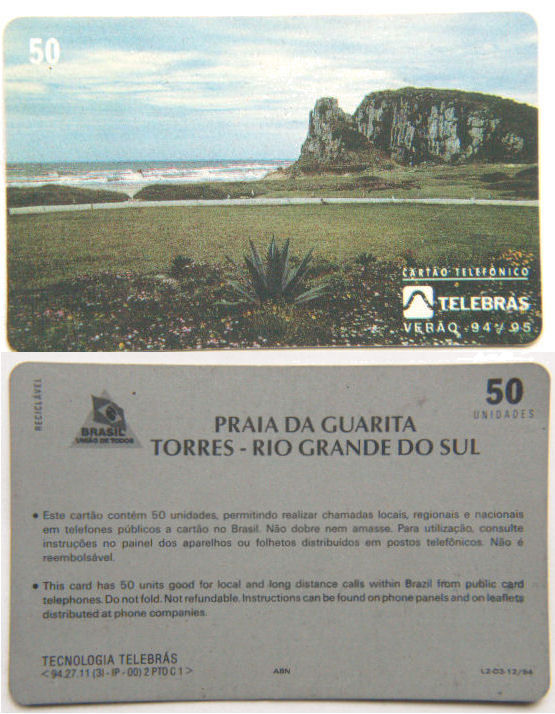 50
CARTÃO TELEFÔNICO
TELEBRÁS
VERÃO 94/95
RECICLÁVEL
BRASIL
UNIÃO DE TODOS
50
UNIDADES
PRAIA DA GUARITA
TORRES - RIO GRANDE DO SUL
• Este cartão contém 50 unidades, permitindo realizar chamadas locais, regionais e nacionais
em telefones públicos a cartão no Brasil. Não dobre nem amasse. Para utilização, consulte
instruções no painel dos aparelhos ou folhetos distribuídos em postos telefônicos. Não é
reembolsável.
• This card has 50 units good for local and long distance calls within Brazil from public card
telephones. Do not fold. Not refundable. Instructions can be found on phone panels and on leaflets
distributed at phone companies.
TECNOLOGIA TELEBRÁS
< 94.27.11 (3I - IP - 00) 2 PTO C 1 >
ABN
L2-03-12/94